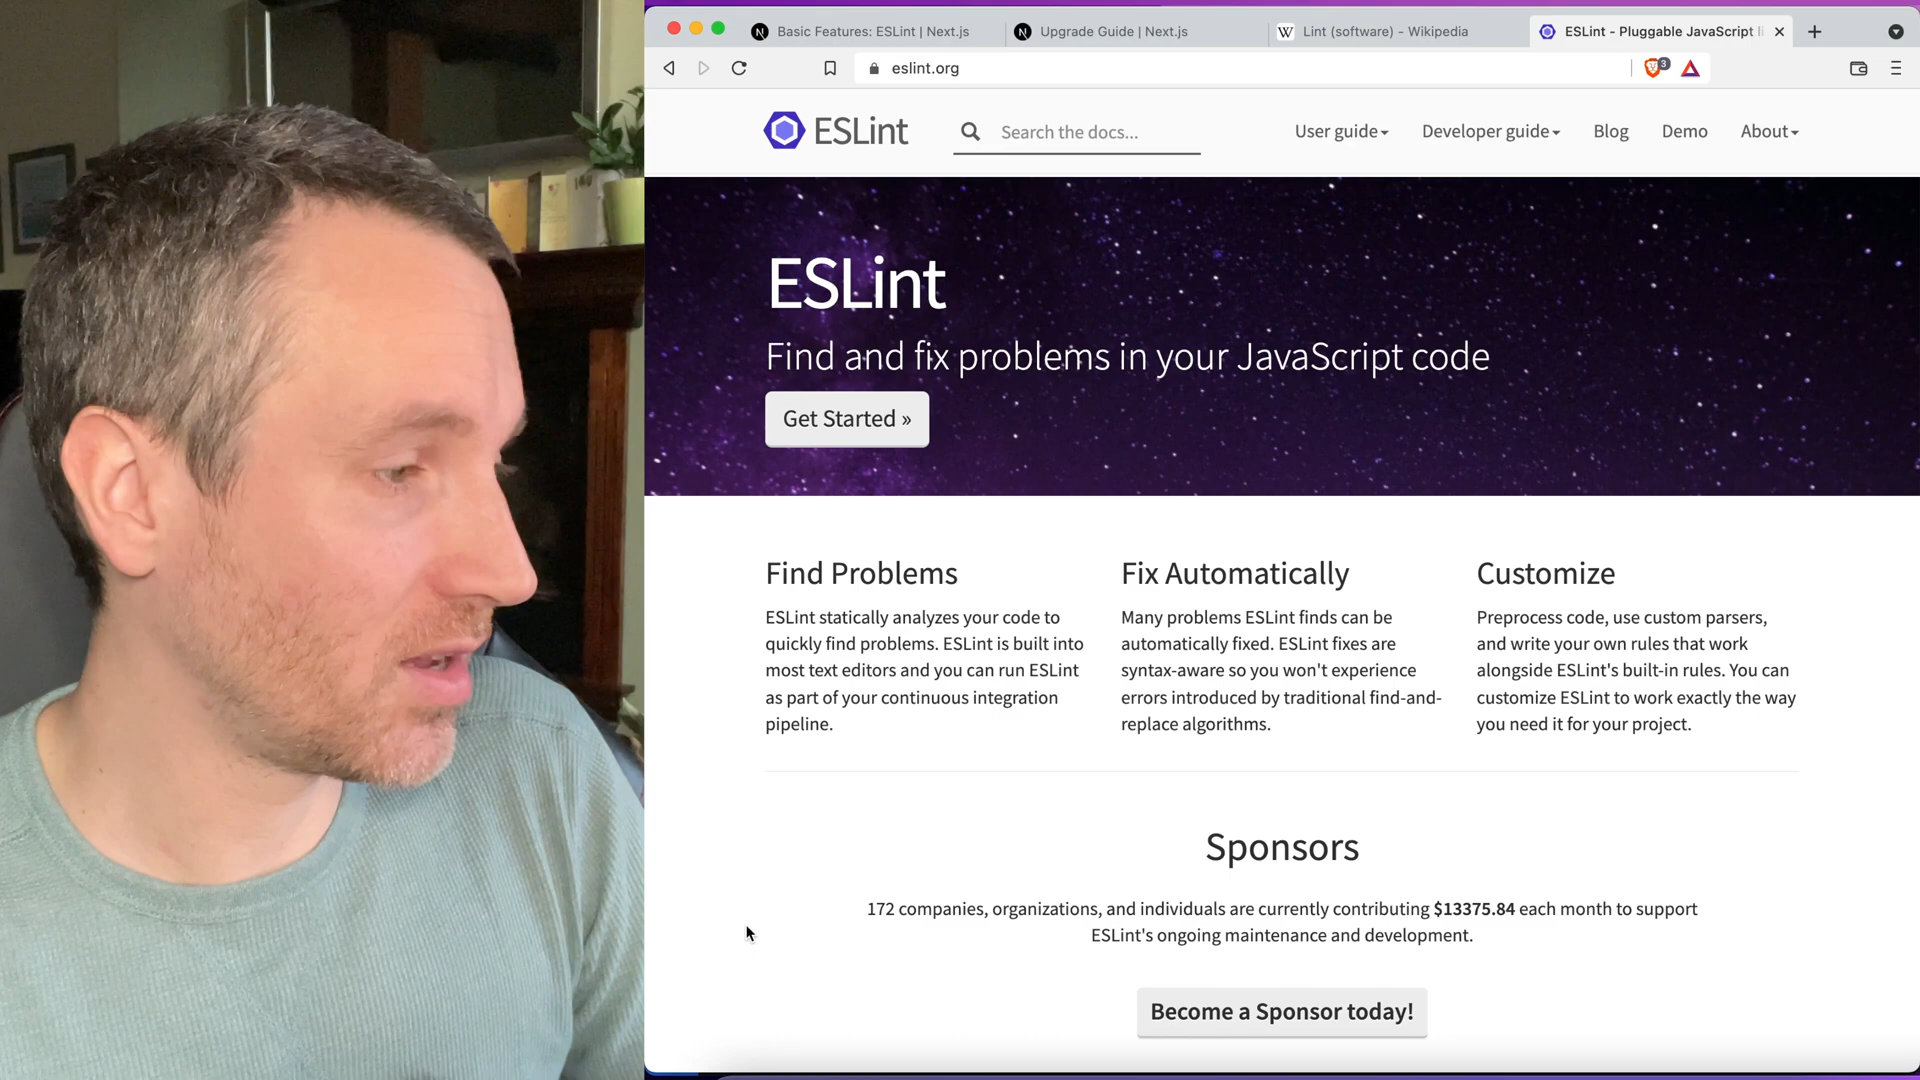 Basic Features: ESLint | Next.js
Upgrade Guide | Next.js
Lint (software) - Wikipedia
ESLint - Pluggable JavaScript li
eslint.org
3
ESLint
Search the docs...
User guide
Developer guide
Blog
Demo
About
ESLint
Find and fix problems in your JavaScript code
Get Started »
Find Problems
ESLint statically analyzes your code to
quickly find problems. ESLint is built into
most text editors and you can run ESLint
as part of your continuous integration
pipeline.
Fix Automatically
Many problems ESLint finds can be
automatically fixed. ESLint fixes are
syntax-aware so you won't experience
errors introduced by traditional find-and-
replace algorithms.
Customize
Preprocess code, use custom parsers,
and write your own rules that work
alongside ESLint's built-in rules. You can
customize ESLint to work exactly the way
you need it for your project.
Sponsors
172 companies, organizations, and individuals are currently contributing $13375.84 each month to support
ESLint's ongoing maintenance and development.
Become a Sponsor today!